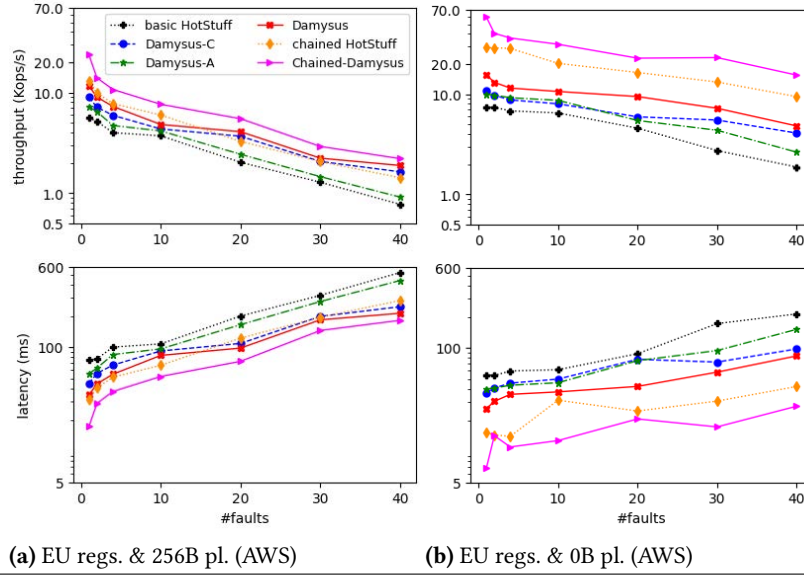 70.0
20.0
10.0
1.0
0.5
throughput (Kops/s)
basic HotStuff
Damysus-C
Damysus-A
Damysus
chained HotStuff
Chained-Damysus
0 10 20 30 40
70.0
20.0
10.0
1.0
0.5
0 10 20 30 40
600
100
5
latency (ms)
0 10 20 30 40
#faults
600
100
5
0 10 20 30 40
#faults
(a) EU regs. & 256B pl. (AWS)
(b) EU regs. & 0B pl. (AWS)